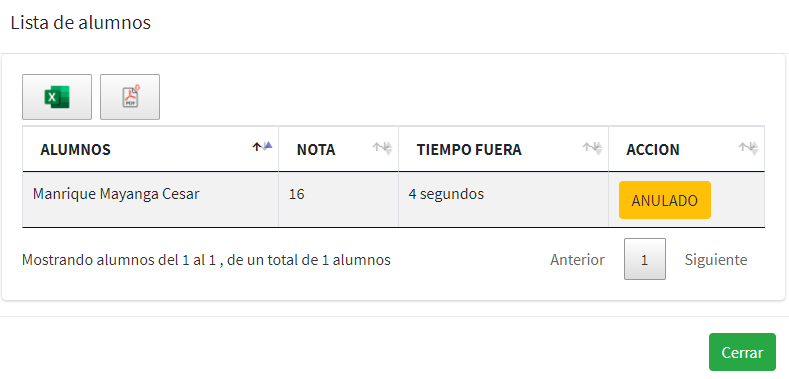 Lista de alumnos
PDF
ALUMNOS NOTA TIEMPO FUERA ACCION
Manrique Mayanga Cesar 16 4 segundos ANULADO
Mostrando alumnos del 1 al 1 , de un total de 1 alumnos Anterior 1 Siguiente
Cerrar